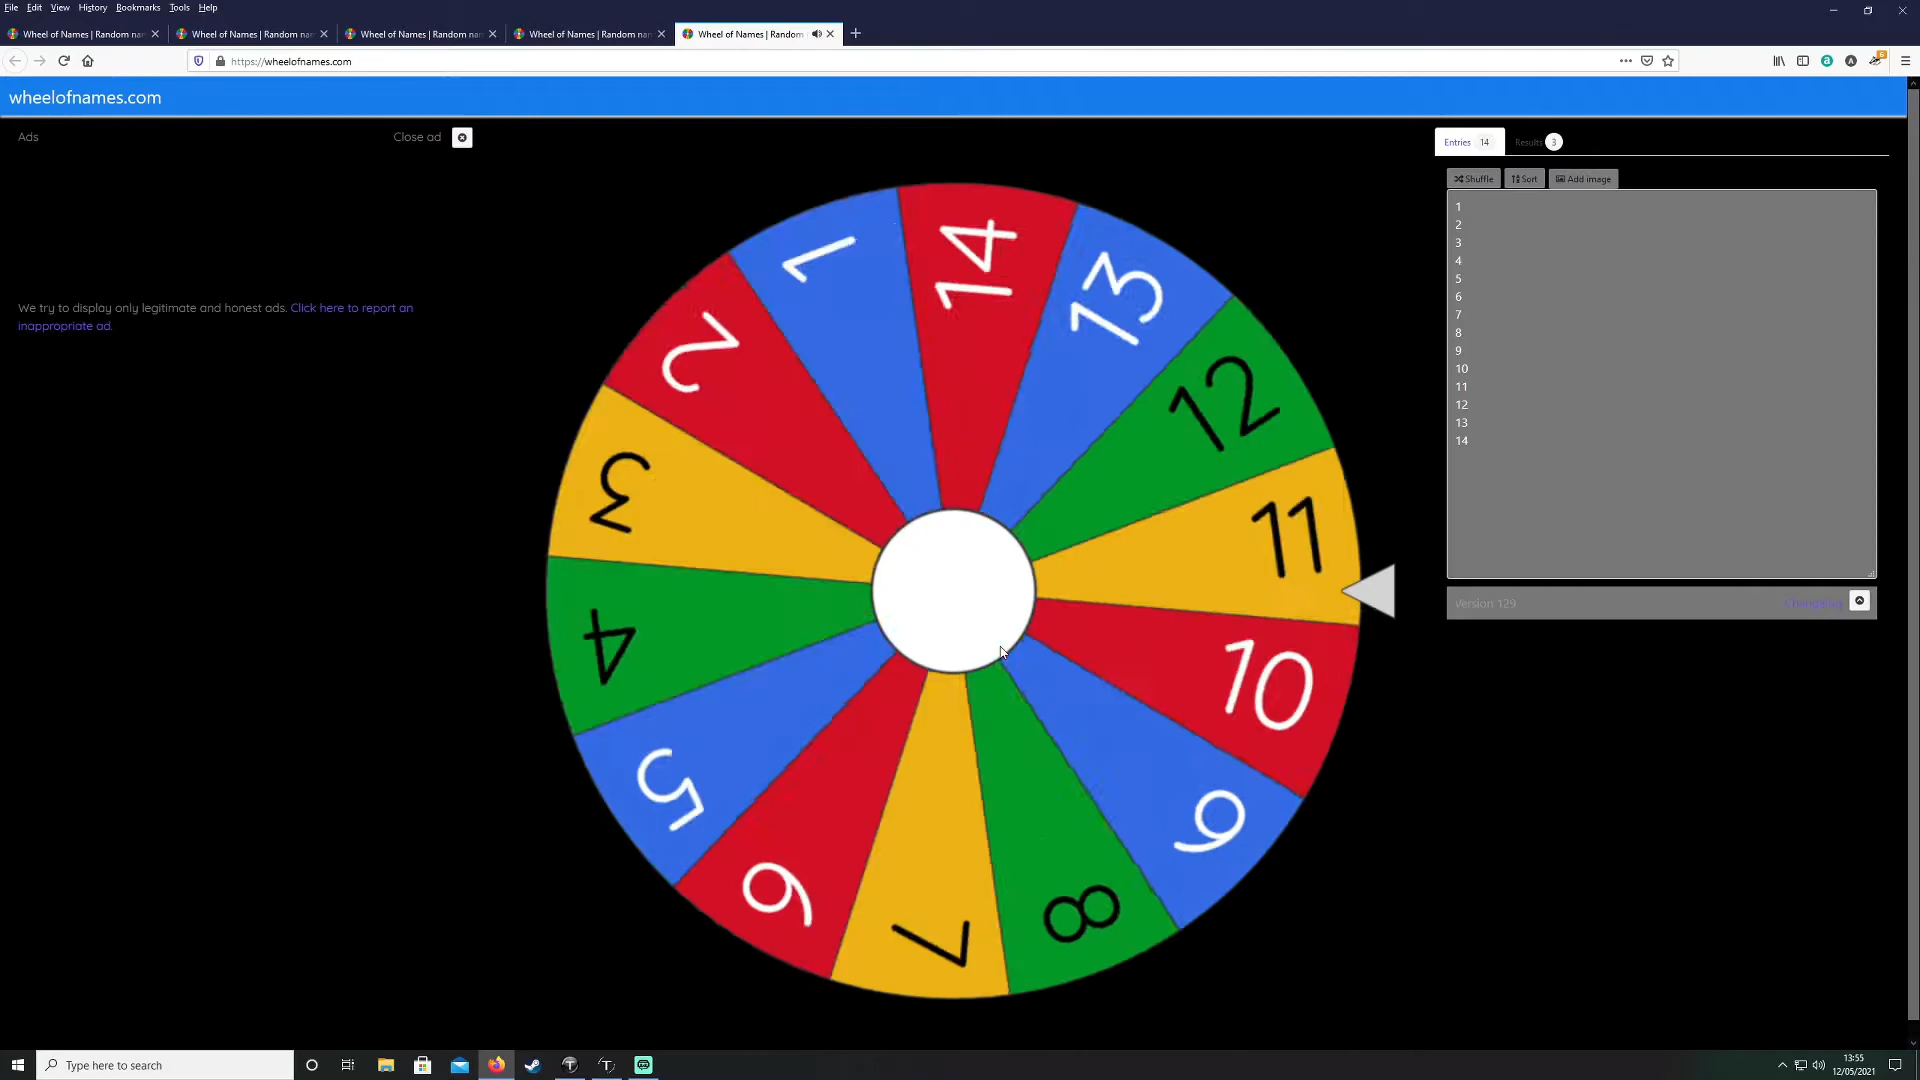 File Edit View History Bookmarks Tools Help
Wheel of Names | Random na
Wheel of Names | Random na
Wheel of Names | Random na
Wheel of Names | Random na
Wheel of Names | Random
https://wheelofnames.com
6
wheelofnames.com
Ads
Close ad
We try to display only legitimate and honest ads. Click here to report an
inappropriate ad.
14
13
12
11
10
9
8
7
6
5
4
3
2
1
Entries 14
Results 3
Shuffle
Sort
Add image
1
2
3
4
5
6
7
8
9
10
11
12
13
14
Version 129
Changelog
Type here to search
13:55
12/05/2021